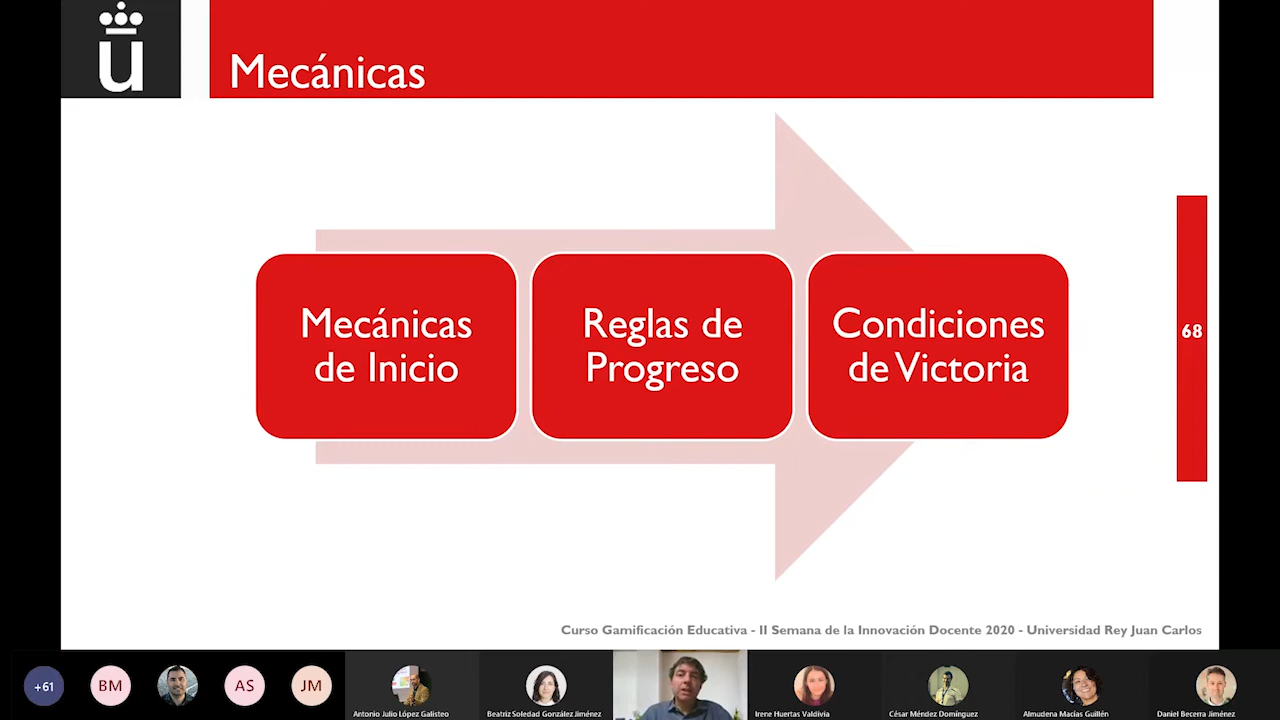 u
Mecánicas
Mecánicas
de Inicio
Reglas de
Progreso
Condiciones
de Victoria
68
Curso Gamificación Educativa - II Semana de la Innovación Docente 2020 - Universidad Rey Juan Carlos
+61
BM
AS
JM
Antonio Julio López Galisteo
Beatriz Soledad González Jiménez
Irene Huertas Valdivia
César Méndez Domínguez
Almudena Macías Guillén
Daniel Becerra Jiménez